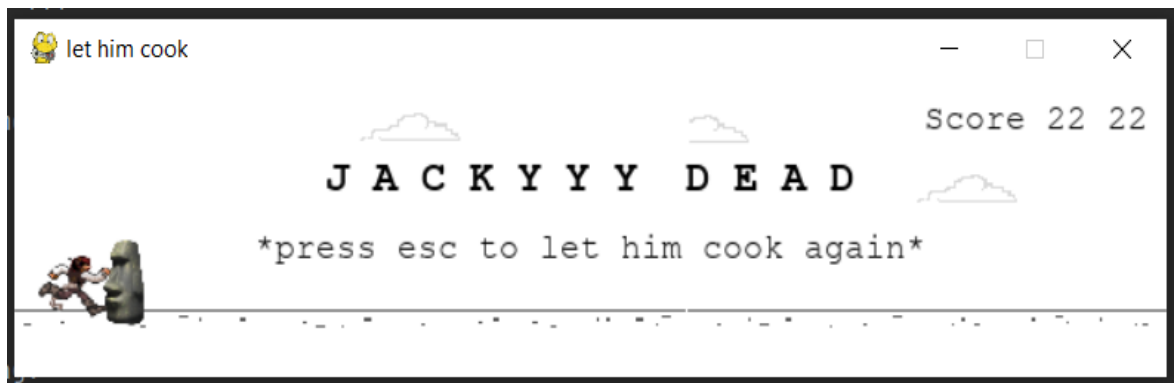 let him cook
Score 22 22
J A C K Y Y Y  D E A D
*press esc to let him cook again*